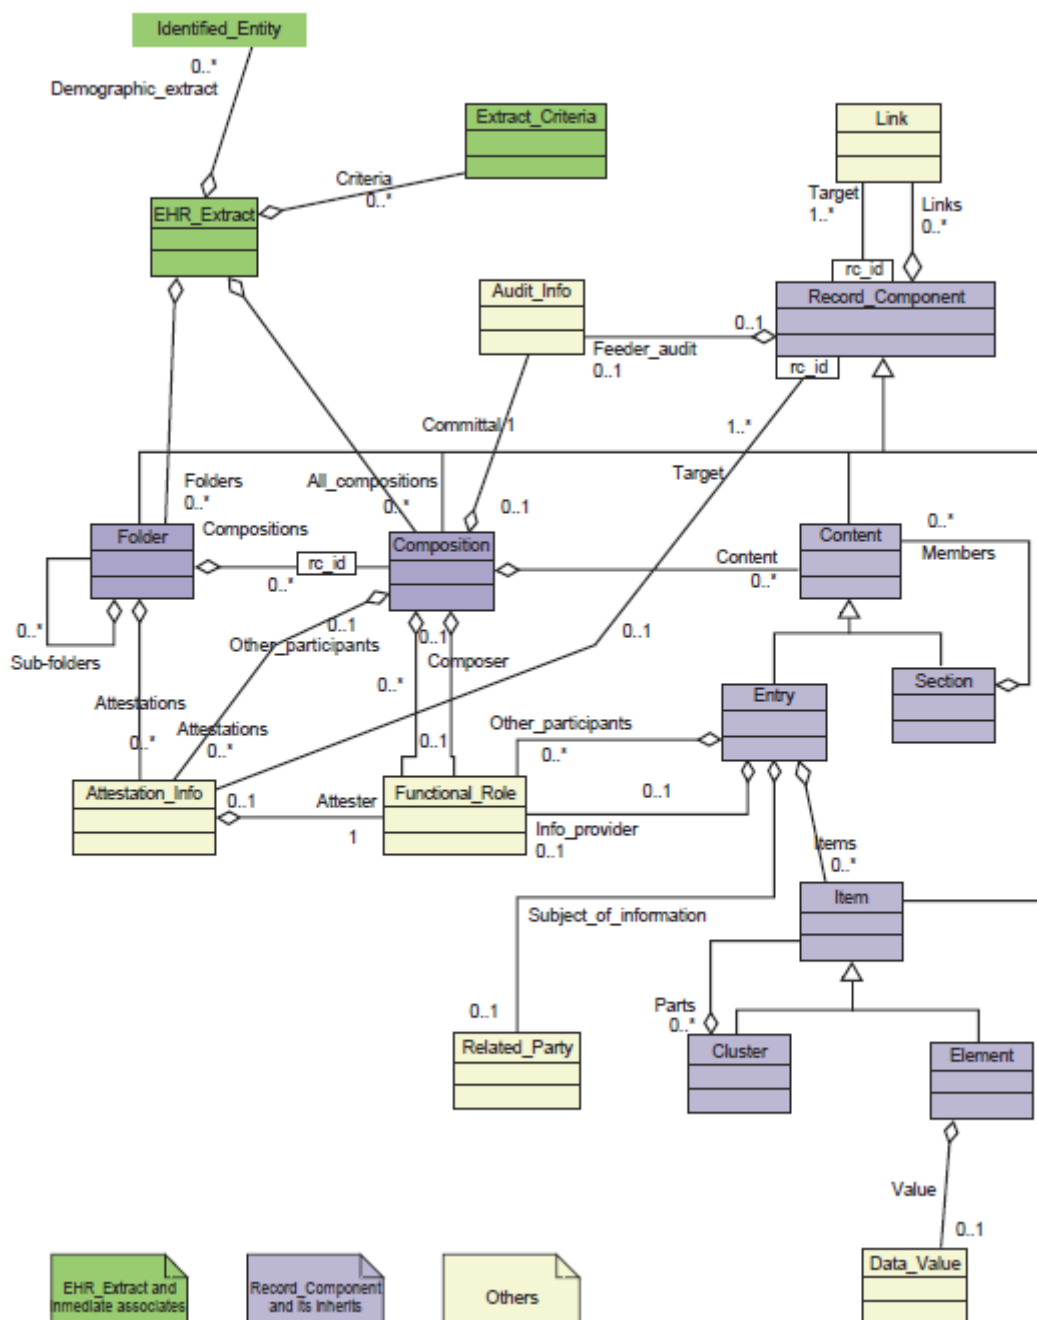 Identified_Entity
0..*
Demographic_extract
Extract_Criteria
Link
Criteria
0..*
Target
1..*
Links
0..*
EHR_Extract
rc_id
Audit_Info
Record_Component
0..1
Feeder_audit
0..1
rc_id
Committal 1
1..*
Folders
0..*
All_compositions
0..*
Target
0..1
Compositions
0..*
Folder
Composition
Content
Members
rc_id
0..*
Content
0..*
0..*
Sub-folders
0..1
Other_participants
0..1
Composer
0..1
0..*
Entry
Section
Attestations
0..*
Attestations
0..*
0..1
Other_participants
0..*
Attestation_Info
0..1
Attester
1
Functional_Role
0..1
Info_provider
0..1
Items
0..*
Item
Subject_of_information
0..1
Parts
0..*
Related_Party
Cluster
Element
Value
0..1
Data_Value
EHR_Extract and
inmediate associates
Record_Component
and its Inherits
Others